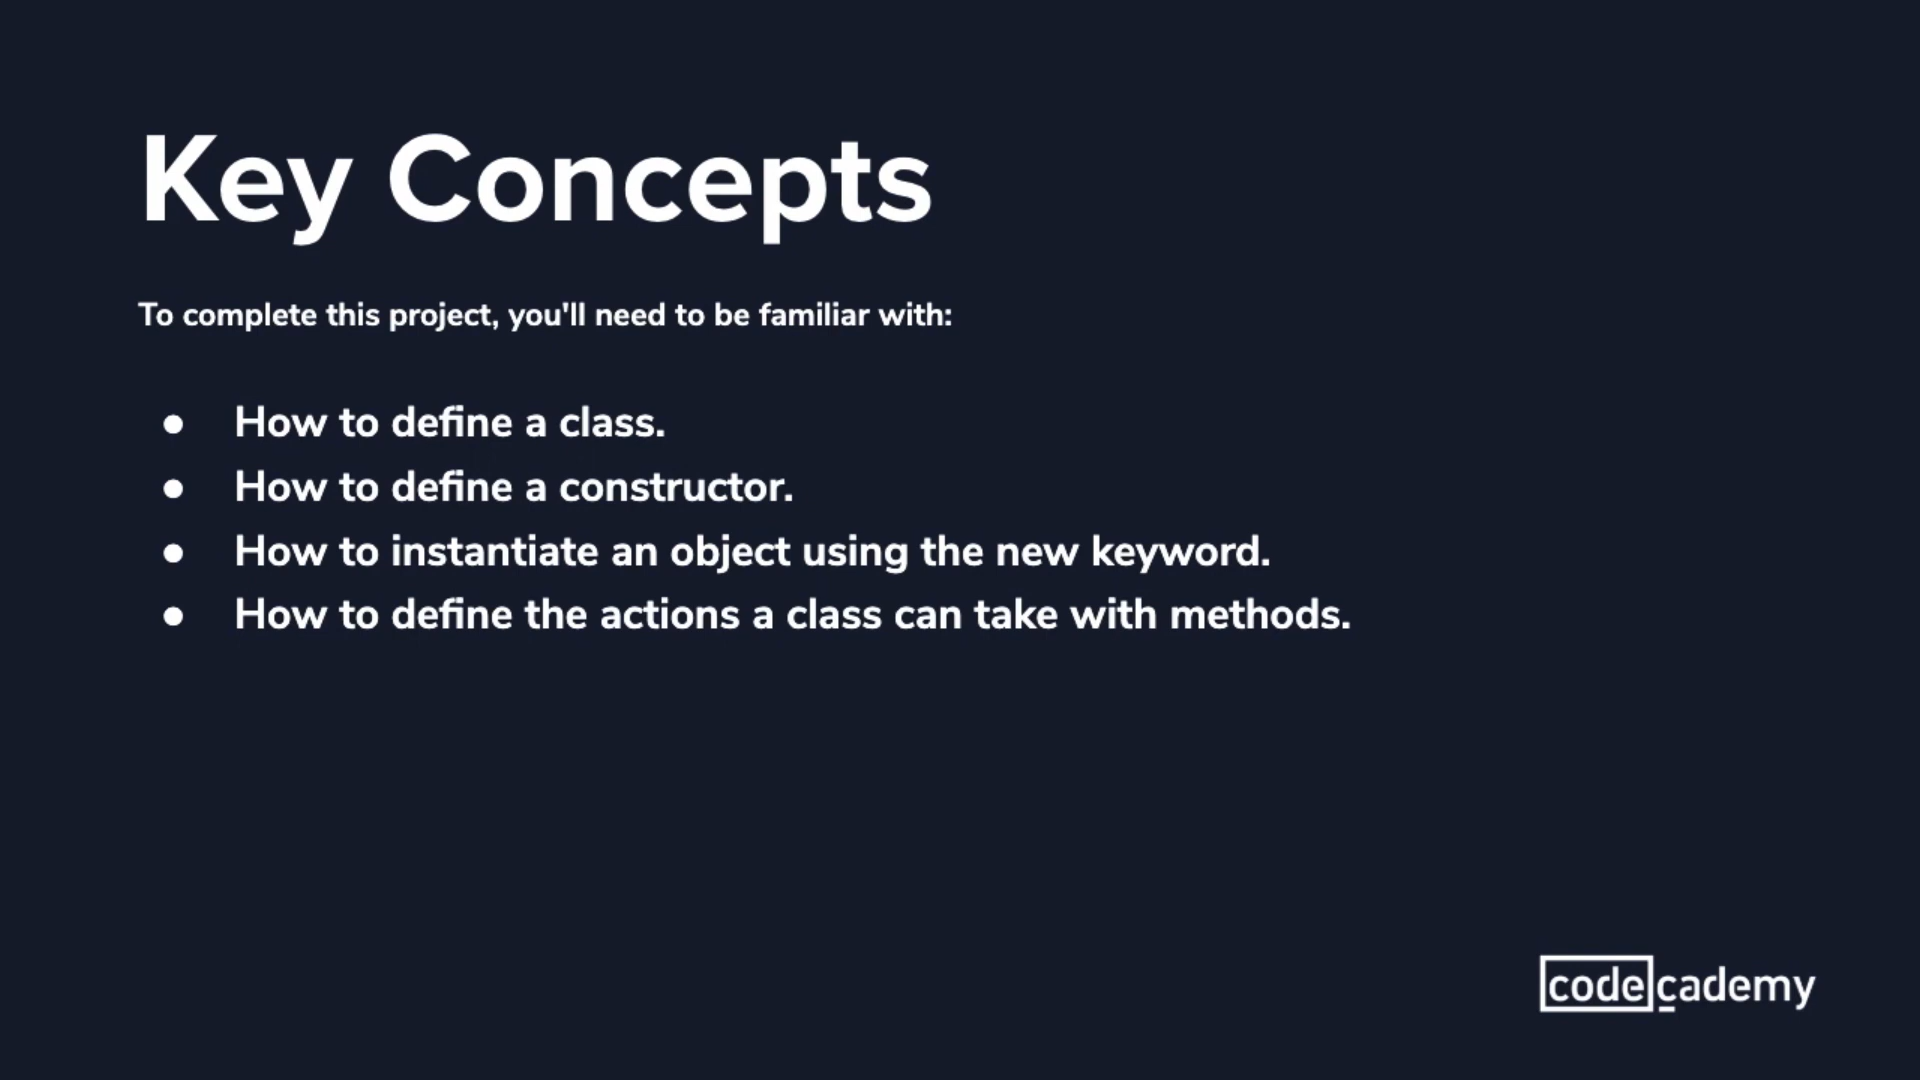 Key Concepts
To complete this project, you'll need to be familiar with:
● How to define a class.
● How to define a constructor.
● How to instantiate an object using the new keyword.
● How to define the actions a class can take with methods.
codecademy